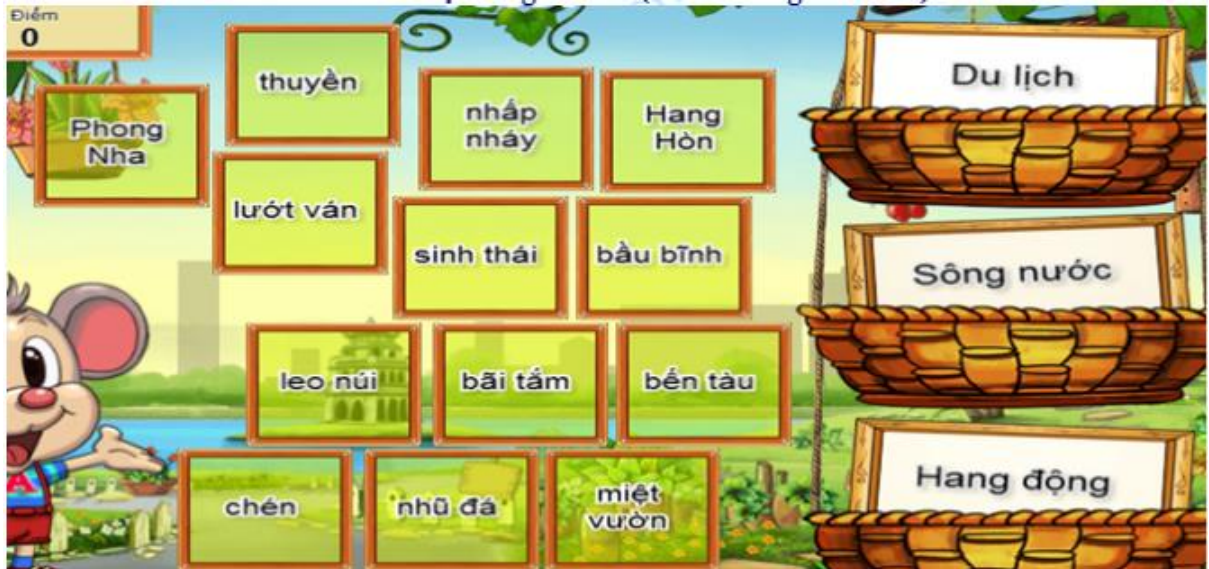 Điểm
0
thuyền
nhấp
nháy
Hang
Hòn
Phong
Nha
lướt ván
sinh thái
bầu bĩnh
leo núi
bãi tắm
bến tàu
chén
nhũ đá
miệt
vườn
Du lịch
Sông nước
Hang động